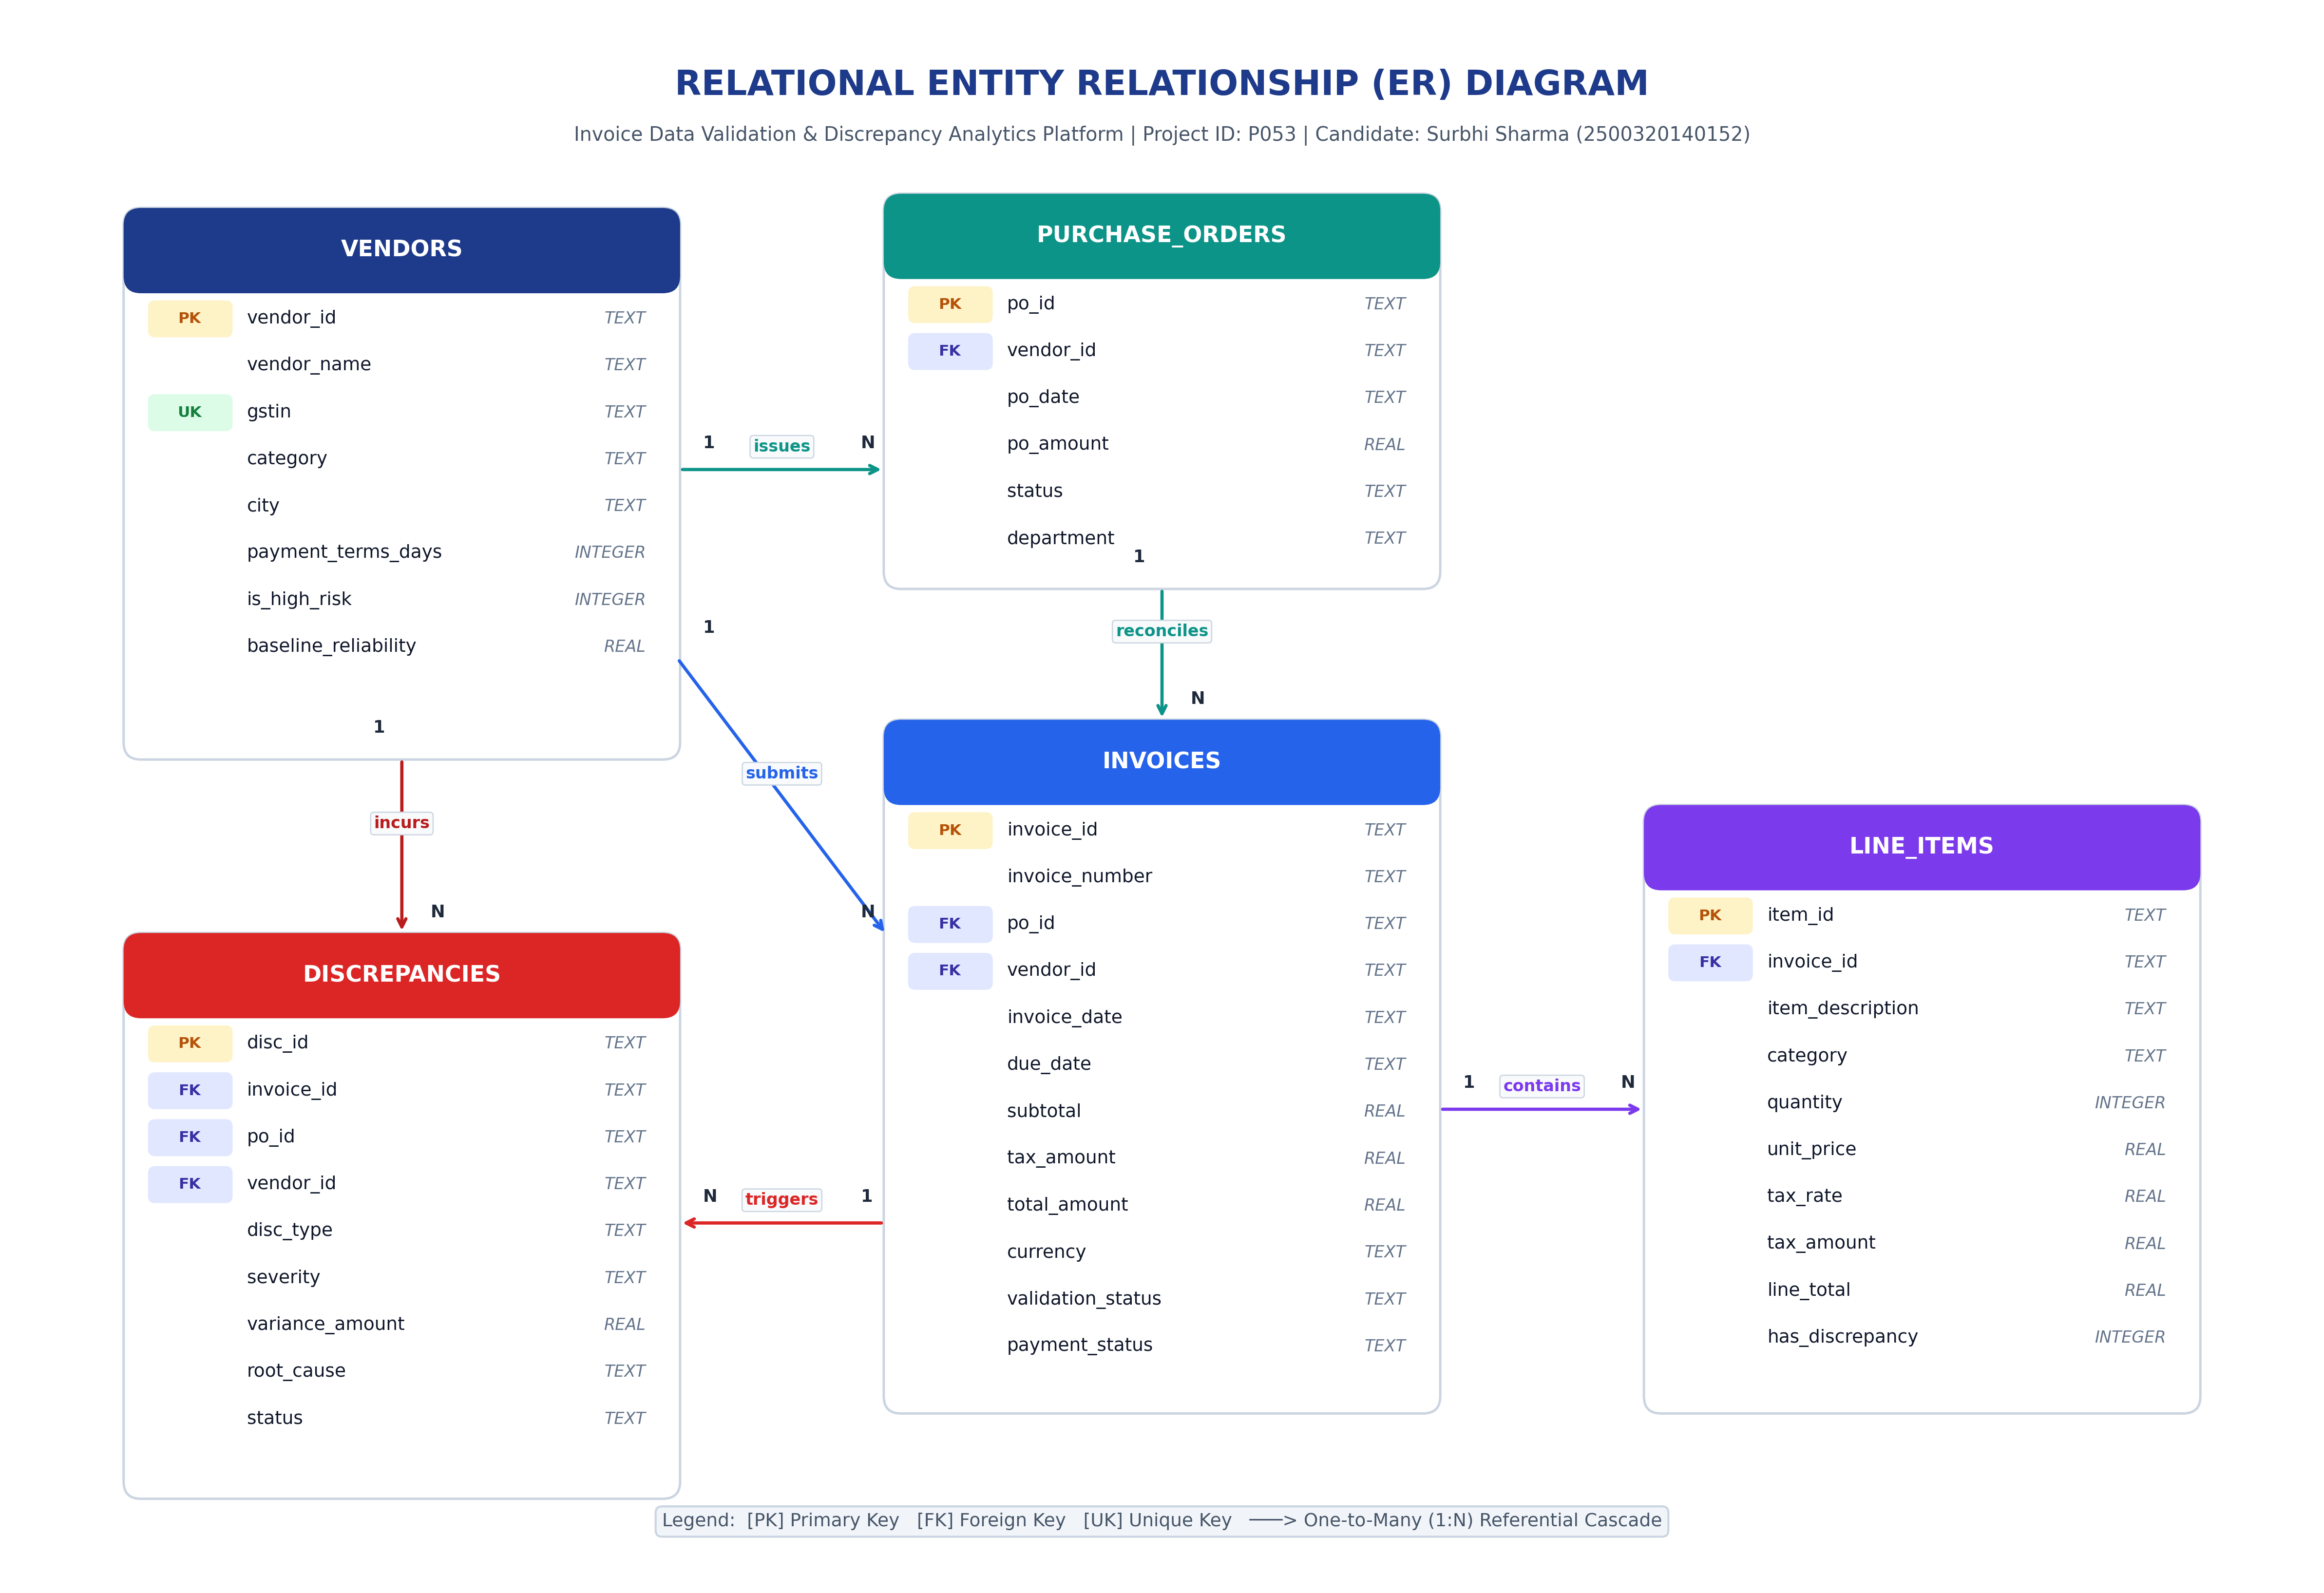 RELATIONAL ENTITY RELATIONSHIP (ER) DIAGRAM
Invoice Data Validation & Discrepancy Analytics Platform | Project ID: P053 | Candidate: Surbhi Sharma (2500320140152)
VENDORS
PK vendor_id TEXT
vendor_name TEXT
UK gstin TEXT
category TEXT
city TEXT
payment_terms_days INTEGER
is_high_risk INTEGER
baseline_reliability REAL
1
1 issues N
PURCHASE_ORDERS
PK po_id TEXT
FK vendor_id TEXT
po_date TEXT
po_amount REAL
status TEXT
department TEXT
1
reconciles
N
1
submits
N
incurs
N
INVOICES
PK invoice_id TEXT
invoice_number TEXT
FK po_id TEXT
FK vendor_id TEXT
invoice_date TEXT
due_date TEXT
subtotal REAL
tax_amount REAL
total_amount REAL
currency TEXT
validation_status TEXT
payment_status TEXT
1 contains N
LINE_ITEMS
PK item_id TEXT
FK invoice_id TEXT
item_description TEXT
category TEXT
quantity INTEGER
unit_price REAL
tax_rate REAL
tax_amount REAL
line_total REAL
has_discrepancy INTEGER
DISCREPANCIES
PK disc_id TEXT
FK invoice_id TEXT
FK po_id TEXT
FK vendor_id TEXT
disc_type TEXT
severity TEXT
variance_amount REAL
root_cause TEXT
status TEXT
N triggers 1
Legend: [PK] Primary Key [FK] Foreign Key [UK] Unique Key ──> One-to-Many (1:N) Referential Cascade